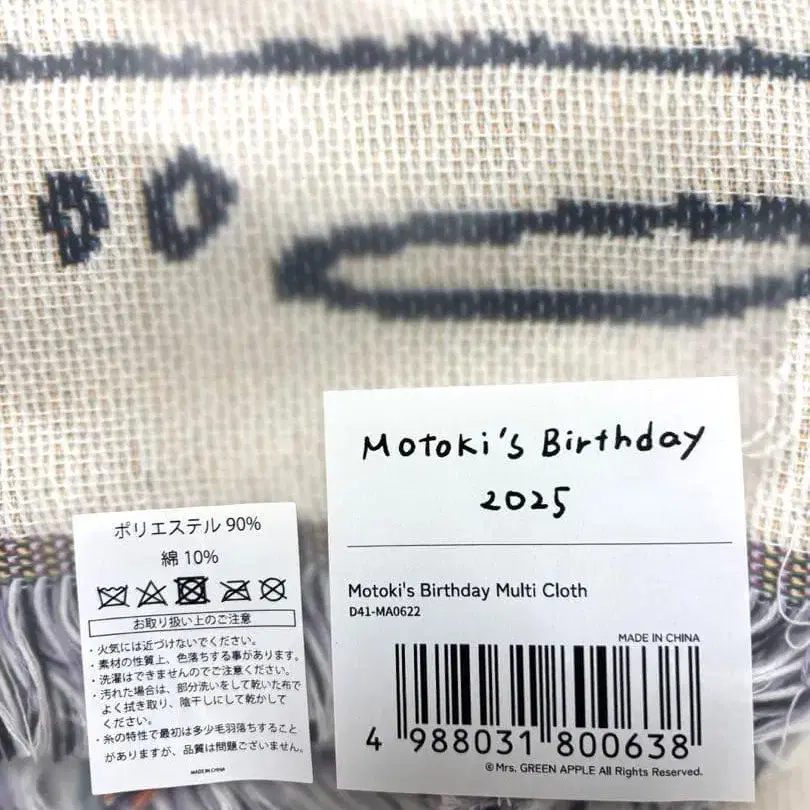 Motoki's Birthday
2025
Motoki's Birthday Multi Cloth
D41-MA0622
MADE IN CHINA
4 988031 800638
©Mrs. GREEN APPLE All Rights Reserved.
ポリエステル 90%
綿 10%
お取り扱い上のご注意
・火気には近づけないでください。
・素材の性質上、色落ちする事があります。
・洗濯はできませんのでご注意ください。
・汚れた場合は、部分洗いをして乾いた布で
よく拭き取り、陰干しにして乾かして
ください。
・糸の特性で最初は多少毛羽落ちすること
がありますが、品質は問題ございません。
MADE IN CHINA